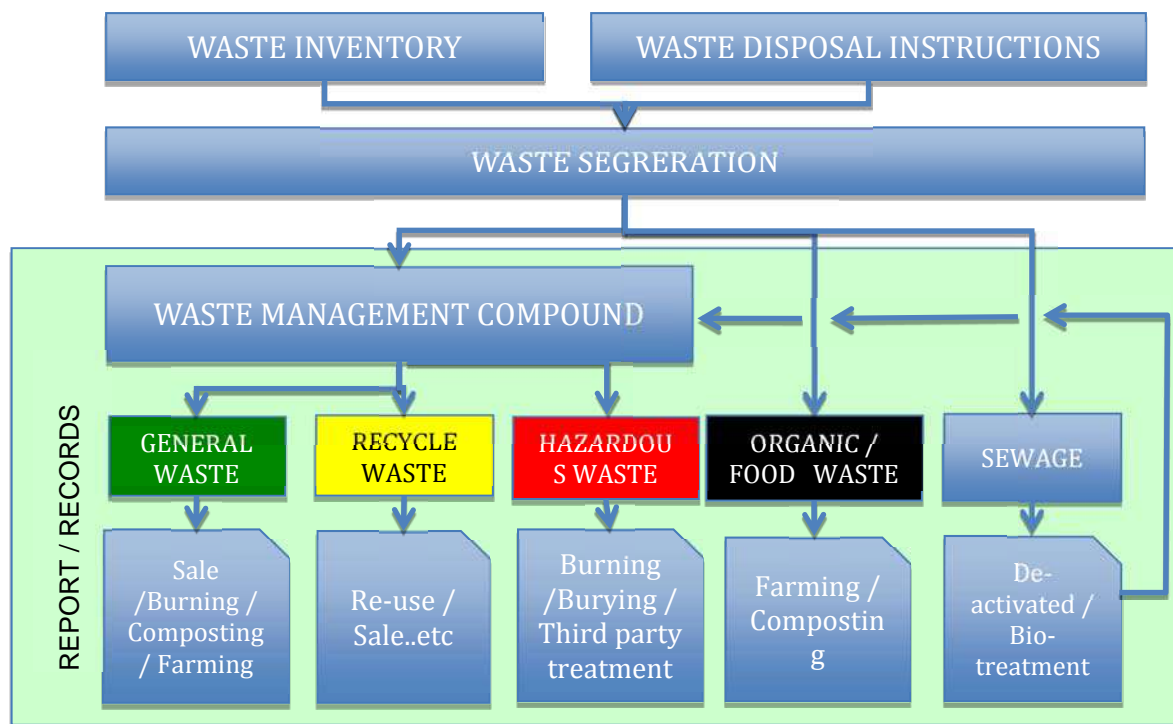 WASTE INVENTORY
WASTE DISPOSAL INSTRUCTIONS
WASTE SEGRERATION
WASTE MANAGEMENT COMPOUND
REPORT / RECORDS
GENERAL
WASTE
RECYCLE
WASTE
HAZARDOU
S WASTE
ORGANIC /
FOOD WASTE
SEWAGE
Sale
/Burning /
Composting
/ Farming
Re-use /
Sale..etc
Burning
/Burying /
Third party
treatment
Farming /
Compostin
g
De-
activated /
Bio-
treatment